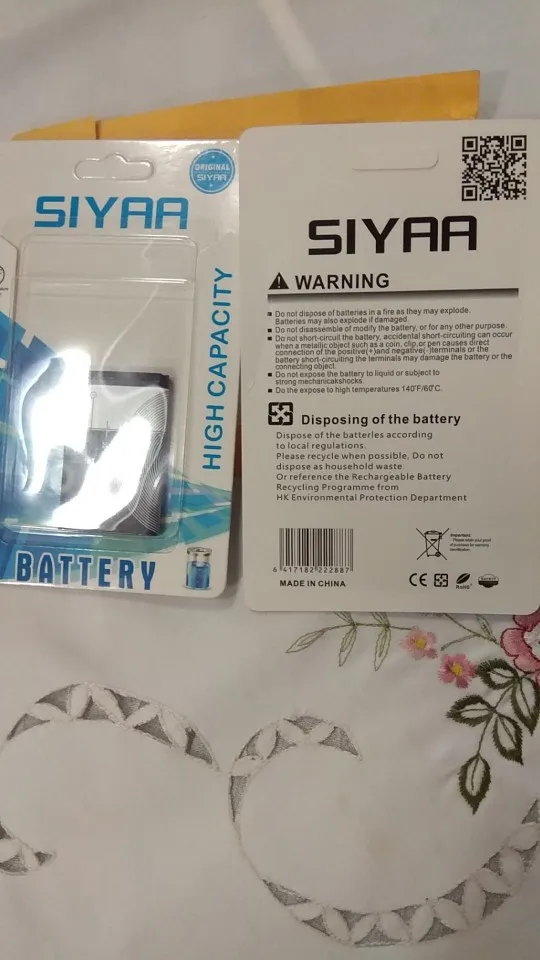 ORIGINAL
SIYAA
SIYAA
HIGH CAPACITY
BATTERY
SIYAA
WARNING
Do not dispose of batteries in a fire as they may explode.
Batteries may also explode if damaged.
Do not disassemble of modify the battery, or for any other purpose.
Do not short-circuil the battery, accidental short-circuiting can occur
when a metallic object such as a coin, clip,or pen causes direct
connection of the positive(+)and negative(-)terminals or the
battery short-circuiting the terminals may damage the battery or the
connecting object.
Do not expose the battery to liquid or subject to
strong mechanicakshocks.
Do the expose to high temperatures 140°F/60°C.
Disposing of the battery
Dispose of the batterles according
to local regulations.
Please recycle when possible, Do not
dispose as household waste
Or reference the Rechargeable Battery
Recycling Programme from
HK Environmental Protection Department
6 417182 222887
MADE IN CHINA
Important:
CE
RoHS